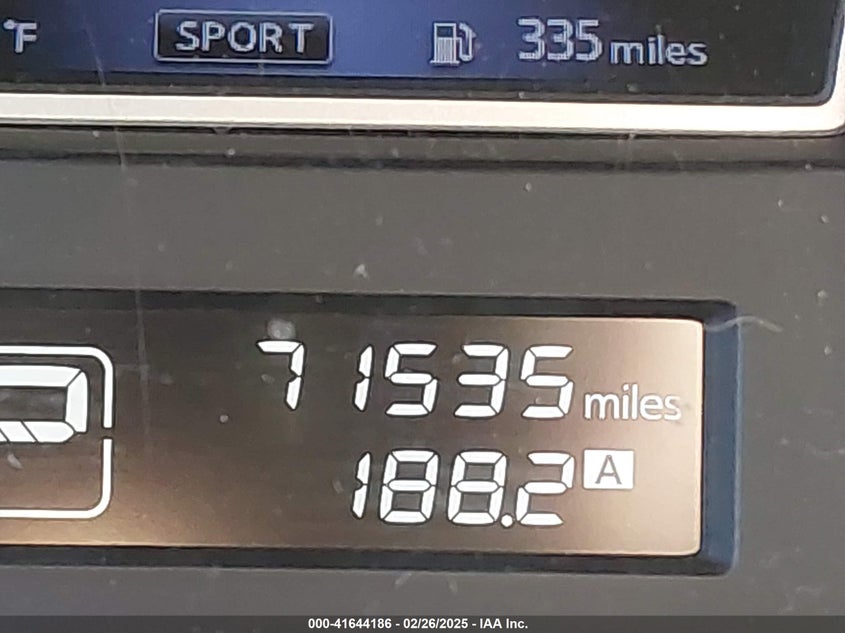 °F SPORT 335 miles
71535 miles
188.2 A
000-41644186 - 02/26/2025 - IAA Inc.